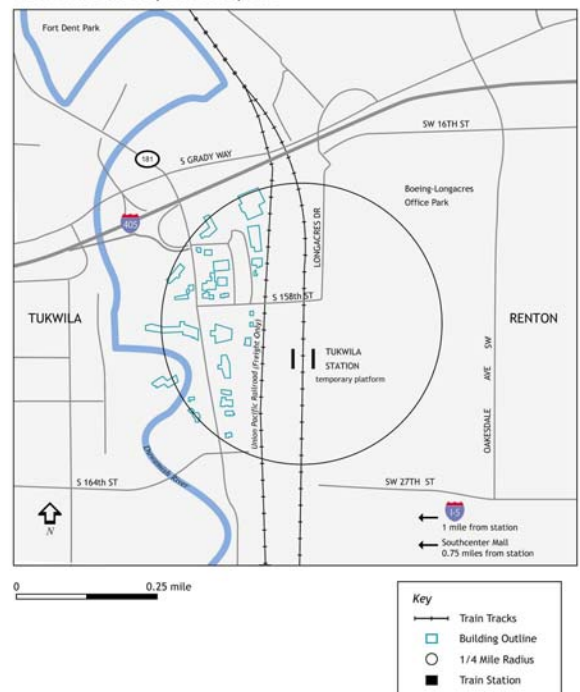 Fort Dent Park
SW 16TH ST
181
S GRADY WAY
Boeing-Longacres
Office Park
405
LONGACRES DR
S 158th ST
TUKWILA
RENTON
Union Pacific Railroad (Freight Only)
TUKWILA
STATION
temporary platform
OAKESDALE AVE SW
Duwamish River
S 164th ST
SW 27TH ST
N
I-5
1 mile from station
Southcenter Mall
0.75 miles from station
0 0.25 mile
Key
Train Tracks
Building Outline
1/4 Mile Radius
Train Station